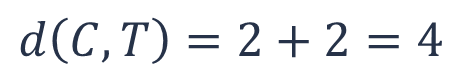 d(C, T) = 2 + 2 = 4